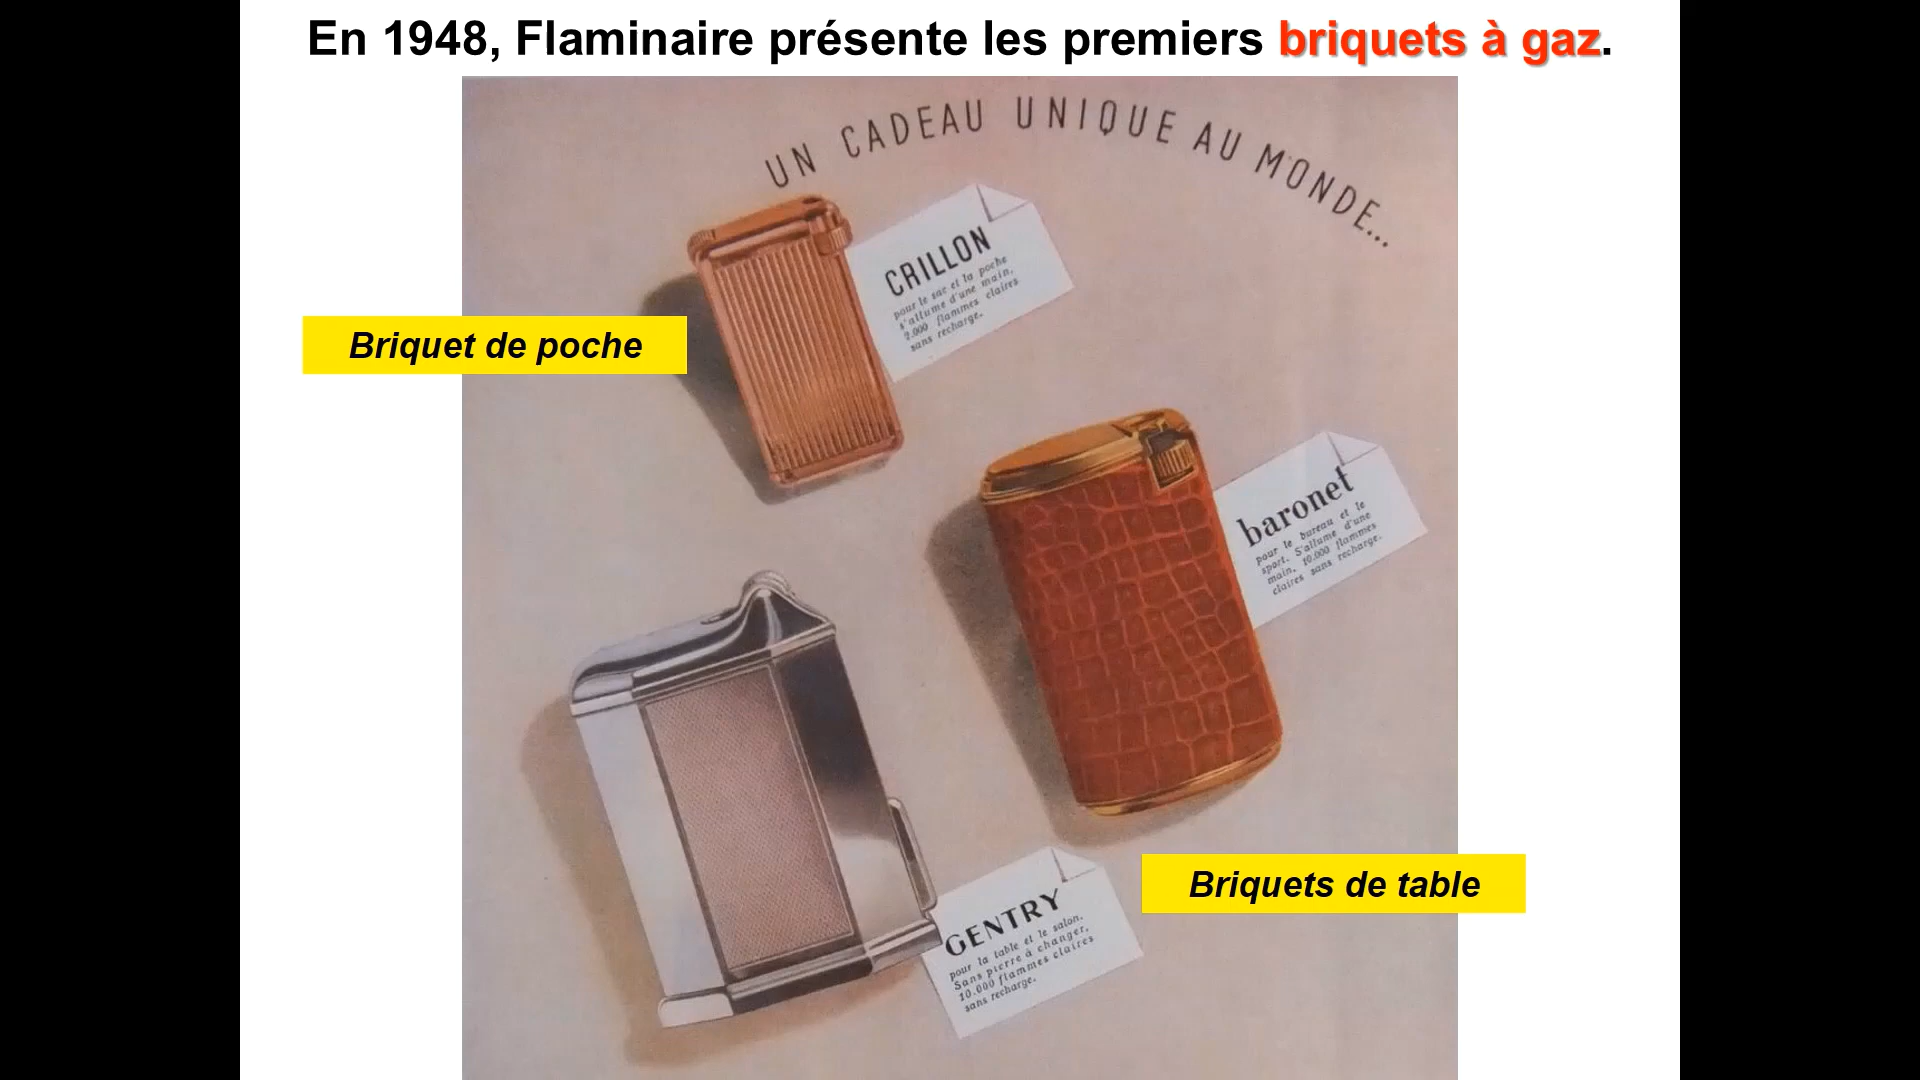 En 1948, Flaminaire présente les premiers briquets à gaz.
UN CADEAU UNIQUE AU MONDE...
CRILLON
pour le sac et la poche
s'allume d'une main,
2.000 flammes claires
sans recharge.
Briquet de poche
baronet
pour le bureau et le
sport. S'allume d'une
main, 10.000 flammes
claires sans recharge.
Briquets de table
GENTRY
pour la table et le salon.
Sans pierre à changer,
10.000 flammes claires
sans recharge.